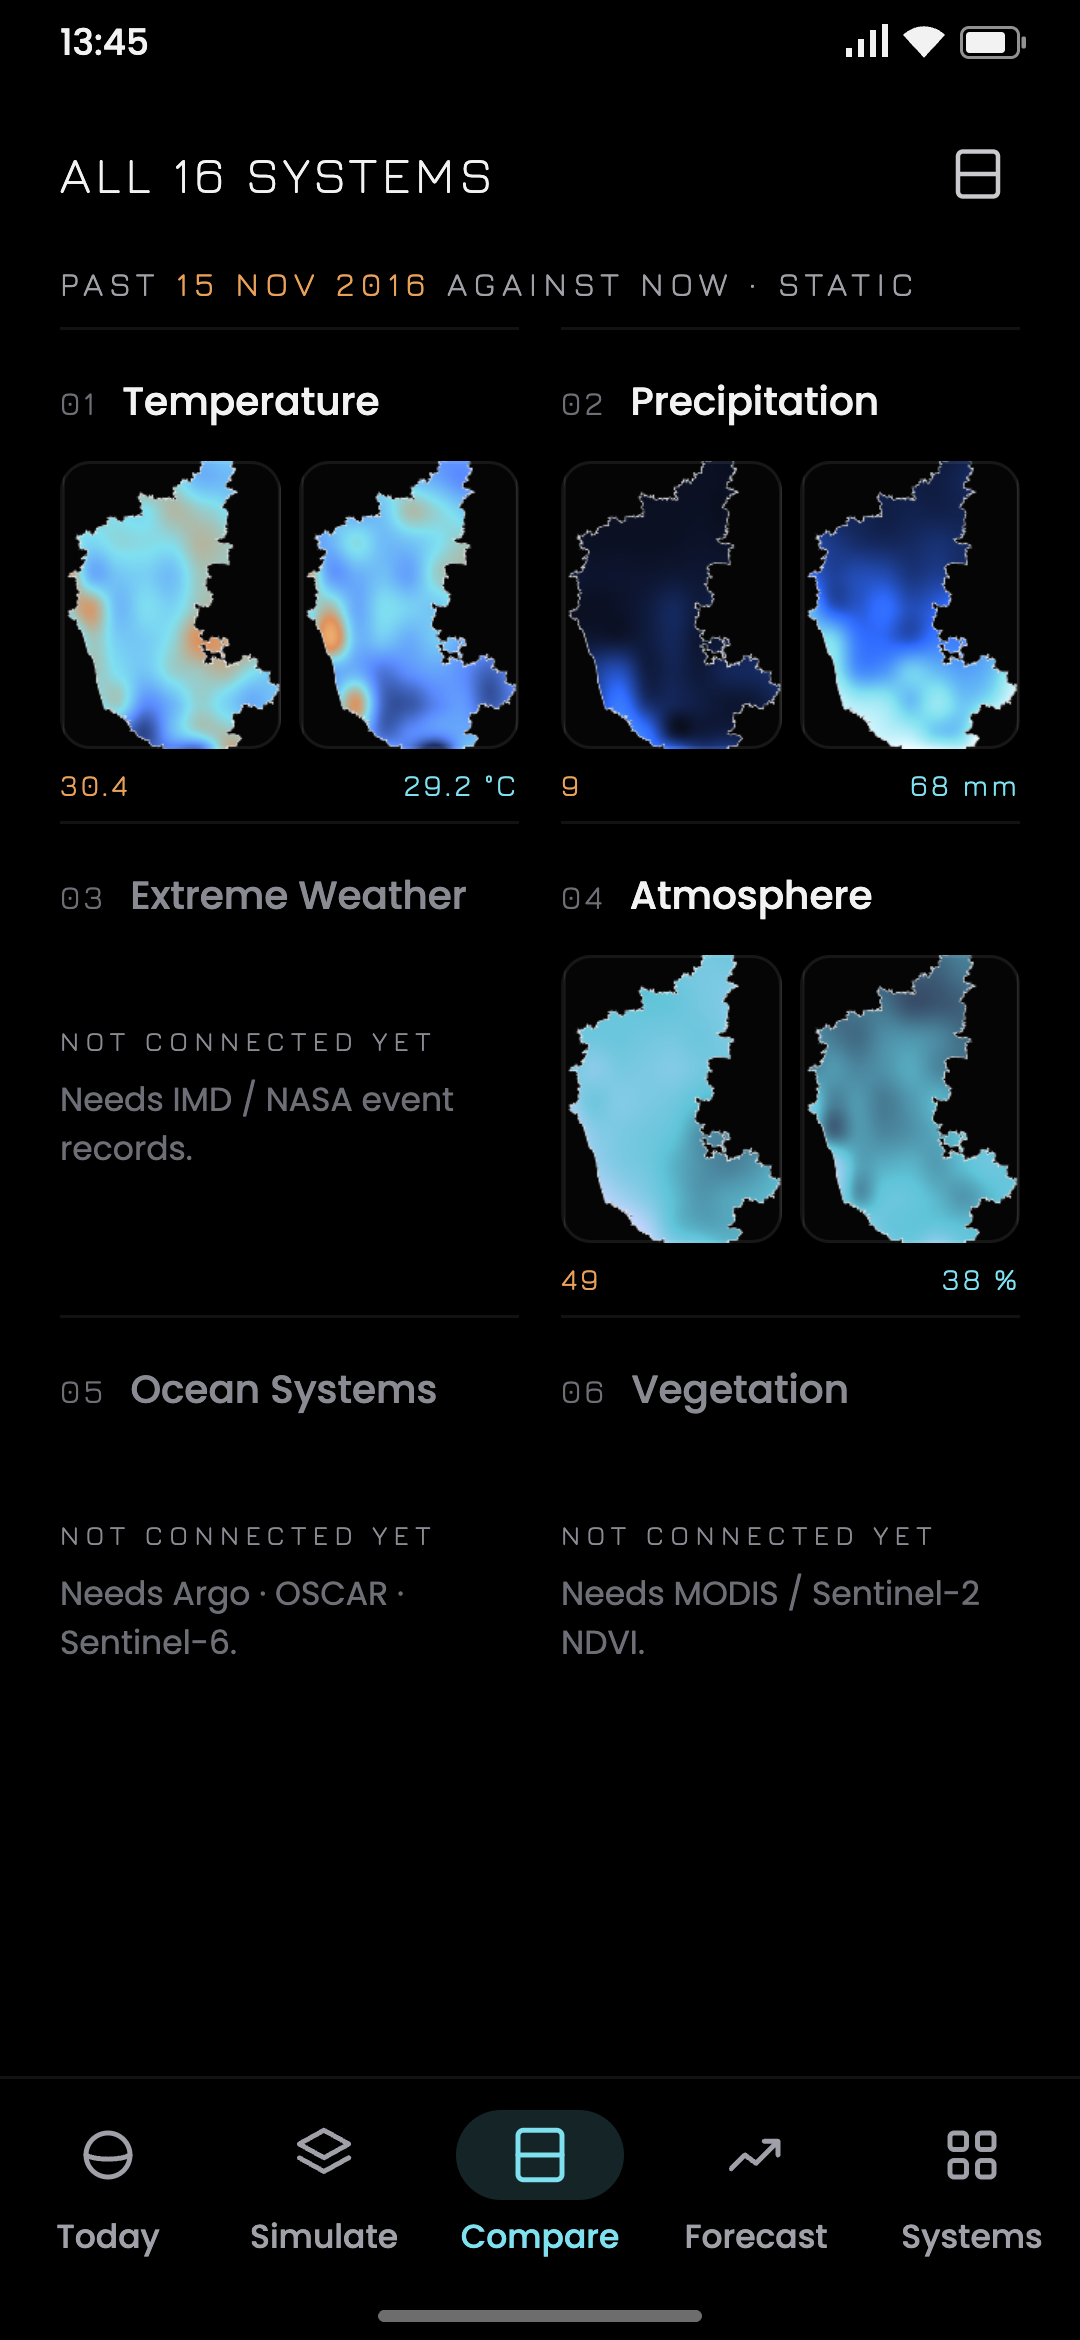 13:45
ALL 16 SYSTEMS
PAST 15 NOV 2016 AGAINST NOW · STATIC
01 Temperature
30.4 29.2 °C
02 Precipitation
9 68 mm
03 Extreme Weather
NOT CONNECTED YET
Needs IMD / NASA event
records.
04 Atmosphere
49 38 %
05 Ocean Systems
NOT CONNECTED YET
Needs Argo · OSCAR ·
Sentinel-6.
06 Vegetation
NOT CONNECTED YET
Needs MODIS / Sentinel-2
NDVI.
Today Simulate Compare Forecast Systems